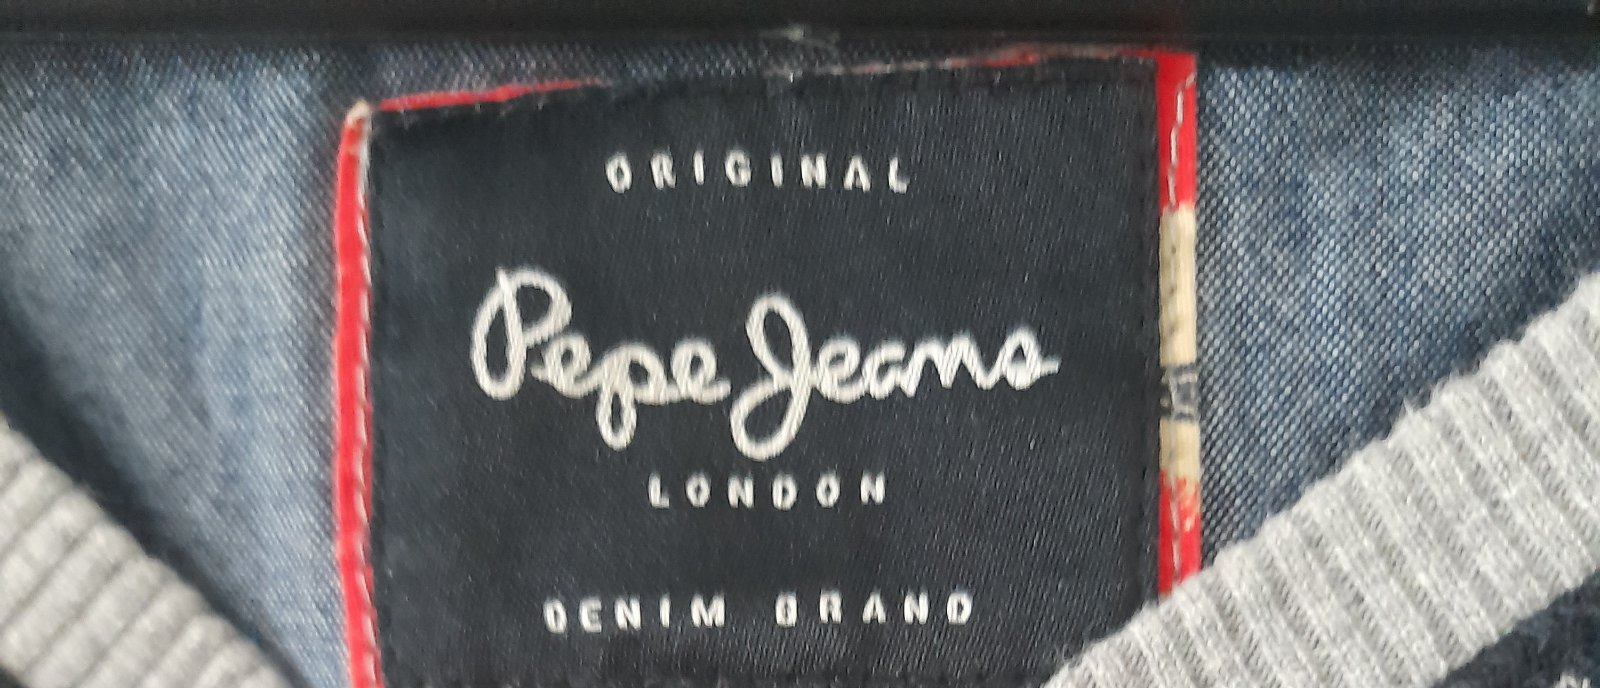 ORIGINAL
Pepe Jeans
LONDON
DENIM BRAND